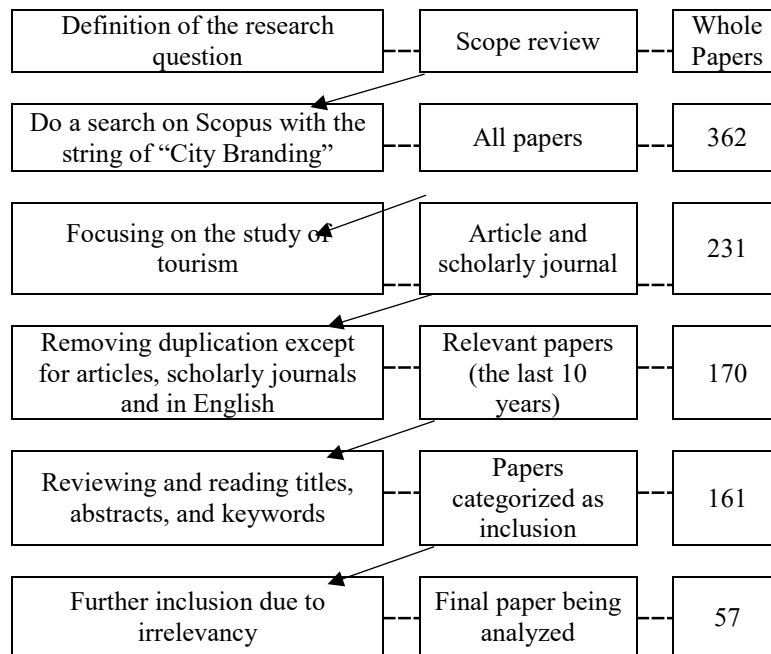 Definition of the research
question
Scope review
Whole
Papers
Do a search on Scopus with the
string of “City Branding”
All papers
362
Focusing on the study of
tourism
Article and
scholarly journal
231
Removing duplication except
for articles, scholarly journals
and in English
Relevant papers
(the last 10
years)
170
Reviewing and reading titles,
abstracts, and keywords
Papers
categorized as
inclusion
161
Further inclusion due to
irrelevancy
Final paper being
analyzed
57